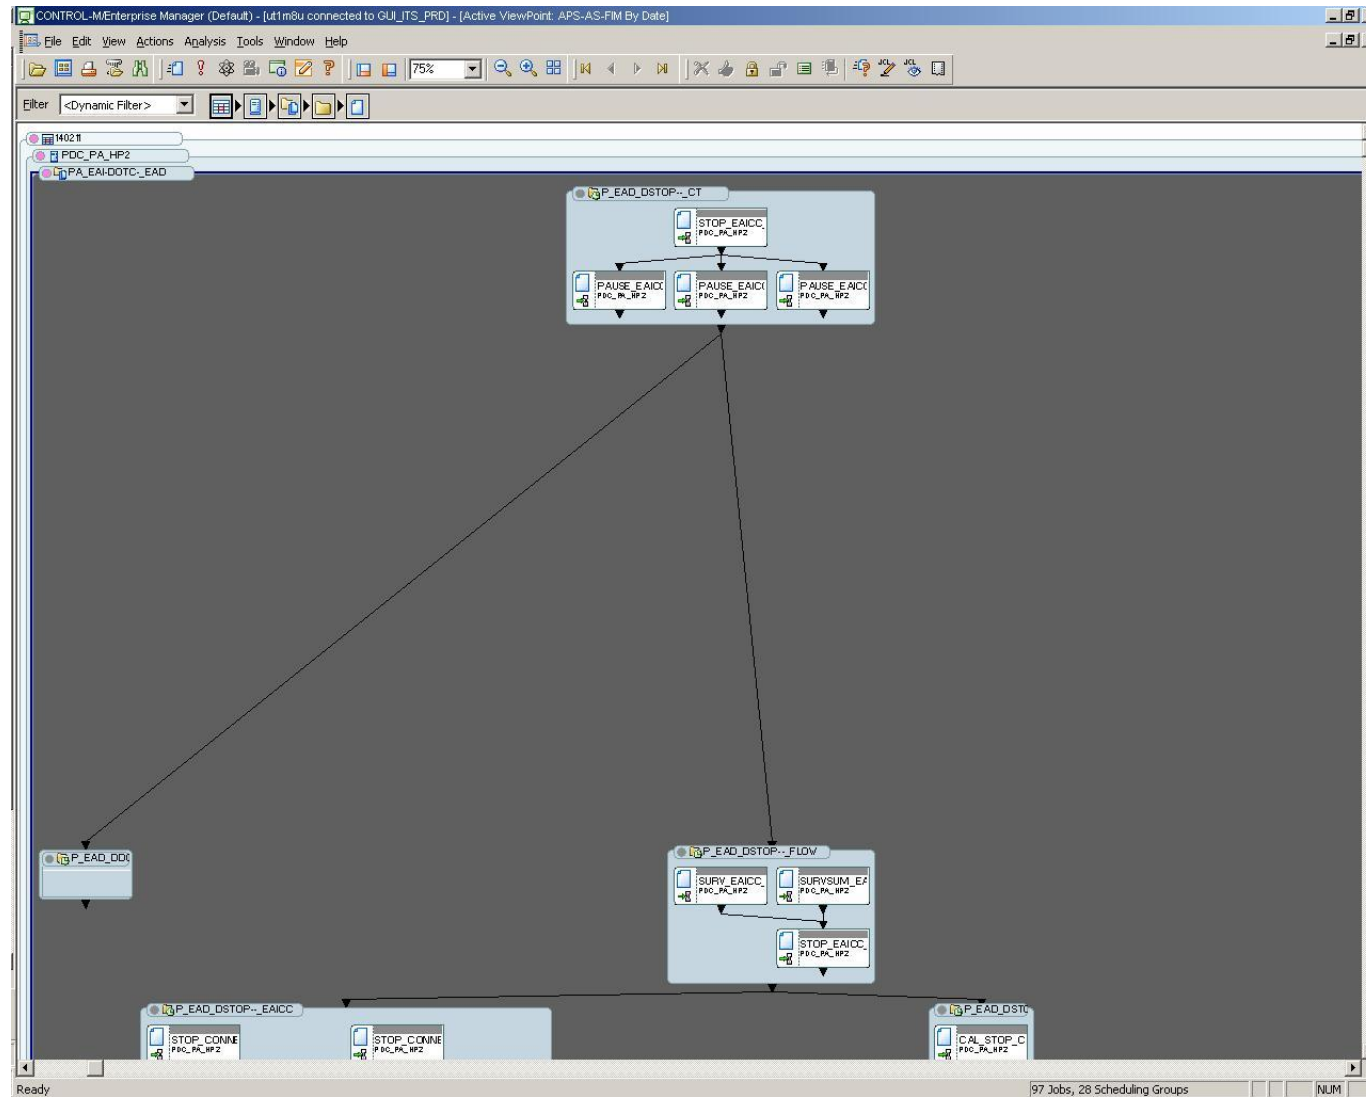 CONTROL-M/Enterprise Manager (Default) - [ut1m8u connected to GUI_ITS_PRD] - [Active ViewPoint: APS-AS-FIM By Date]
File Edit View Actions Analysis Tools Window Help
75%
Filter <Dynamic Filter>
140211
PDC_PA_HP2
PA_EAI-DOTC-_EAD
P_EAD_DSTOP--_CT
STOP_EAICC_
PDC_PA_HP2
PAUSE_EAICC PAUSE_EAICC PAUSE_EAICC
PDC_PA_HP2 PDC_PA_HP2 PDC_PA_HP2
P_EAD_DDC P_EAD_DSTOP--_FLOW
SURV_EAICC_ SURVSUM_EA
PDC_PA_HP2 PDC_PA_HP2
STOP_EAICC_
PDC_PA_HP2
P_EAD_DSTOP--_EAICC P_EAD_DSTO
STOP_CONNE STOP_CONNE CAL_STOP_C
PDC_PA_HP2 PDC_PA_HP2 PDC_PA_HP2
Ready 97 Jobs, 28 Scheduling Groups NUM